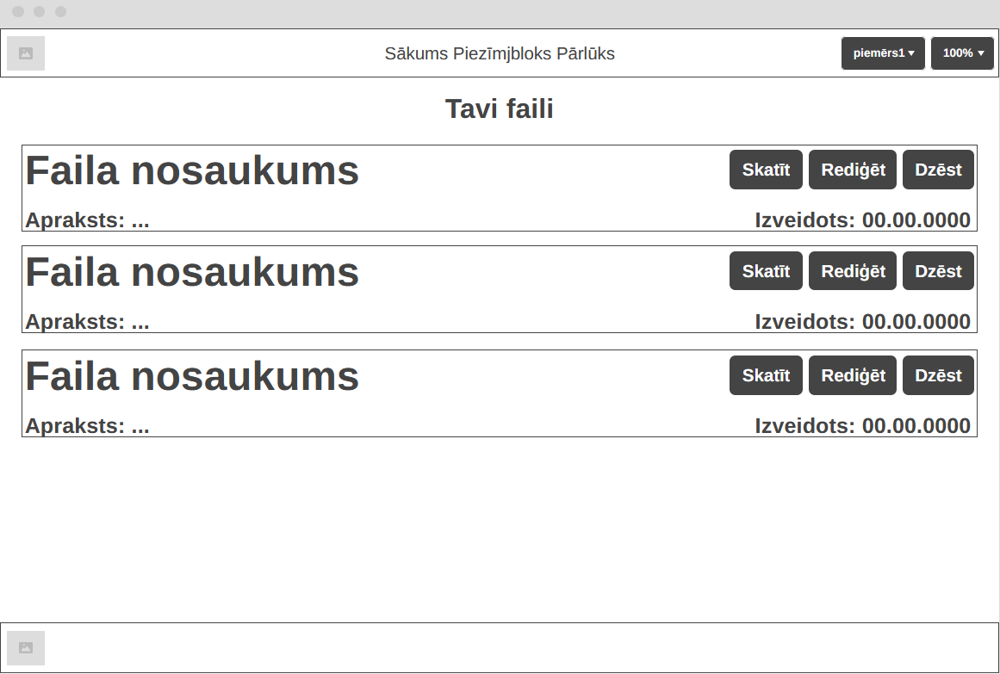 Sākums Piezīmjbloks Pārlūks
piemērs1
100%
Tavi faili
Faila nosaukums
Skatīt Rediģēt Dzēst
Apraksts: ...
Izveidots: 00.00.0000
Faila nosaukums
Skatīt Rediģēt Dzēst
Apraksts: ...
Izveidots: 00.00.0000
Faila nosaukums
Skatīt Rediģēt Dzēst
Apraksts: ...
Izveidots: 00.00.0000